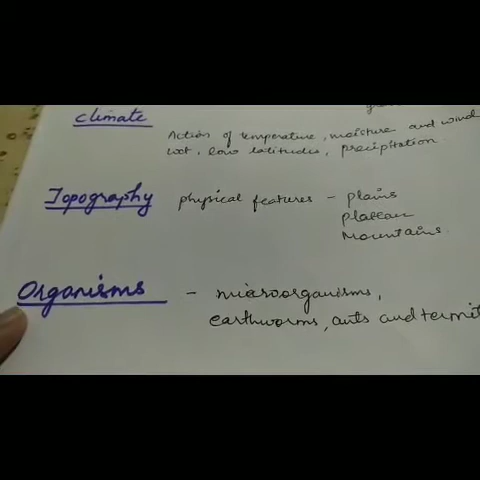 climate
Action of temperature, moisture and wind
low latitudes, precipitation.
Topography physical features - plains
plateau
Mountains.
Organisms - microorganisms,
earthworms, ants and termit